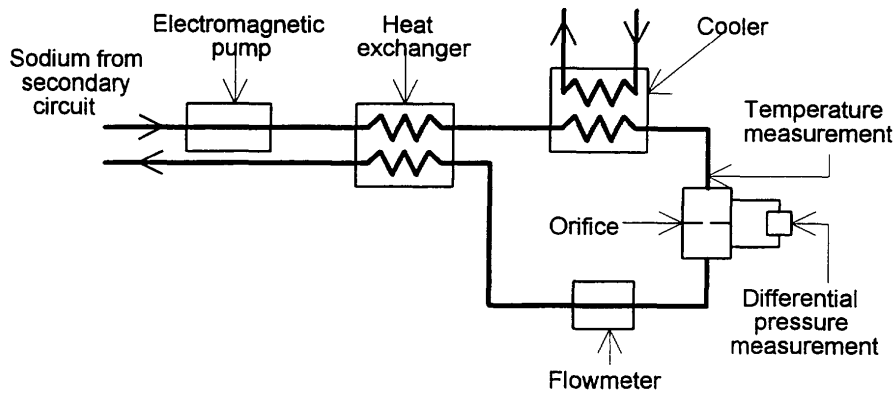 Sodium from
secondary
circuit
Electromagnetic
pump
Heat
exchanger
Cooler
Temperature
measurement
Orifice
Differential
pressure
measurement
Flowmeter